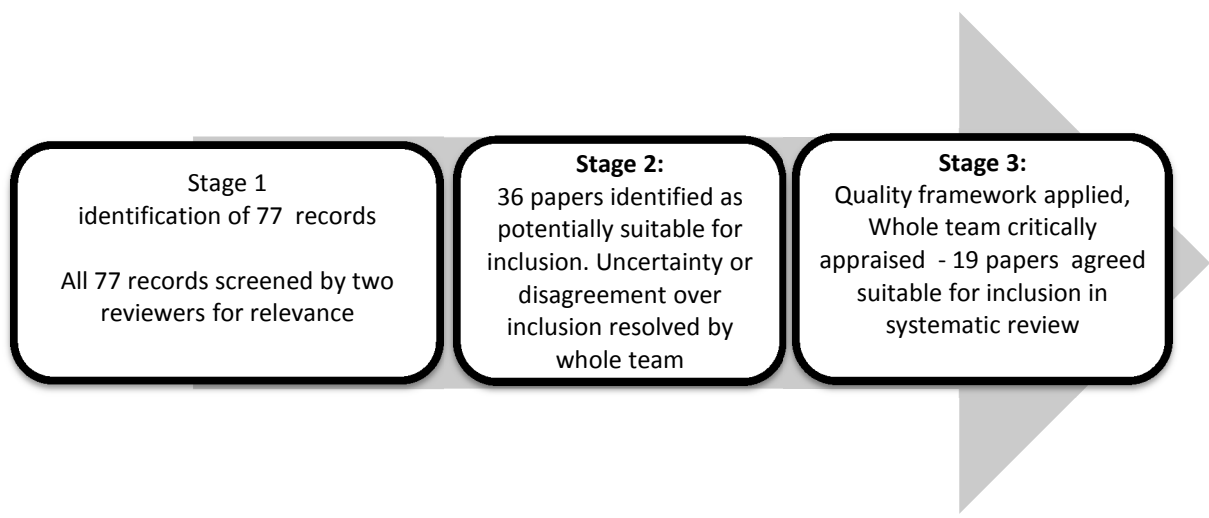 Stage 1
identification of 77 records
All 77 records screened by two
reviewers for relevance
Stage 2:
36 papers identified as
potentially suitable for
inclusion. Uncertainty or
disagreement over
inclusion resolved by
whole team
Stage 3:
Quality framework applied,
Whole team critically
appraised - 19 papers agreed
suitable for inclusion in
systematic review